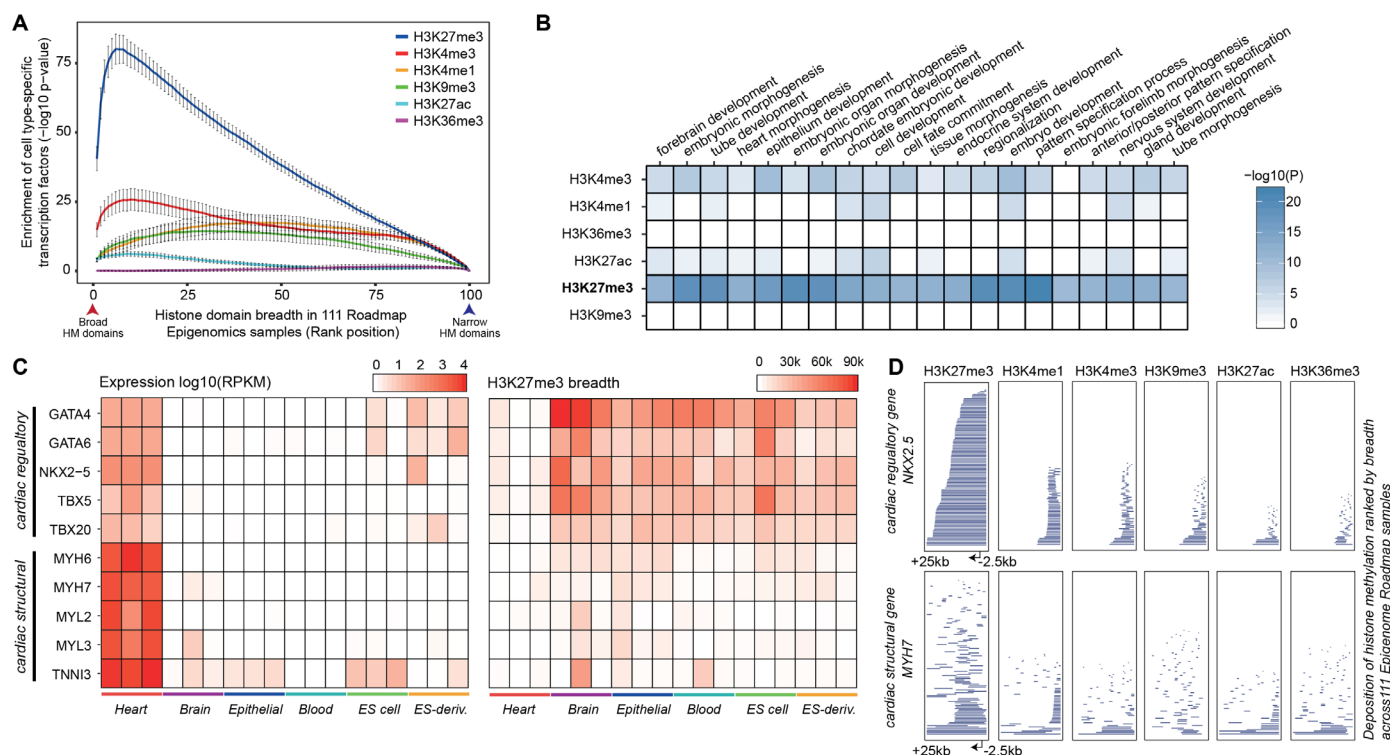 A
Enrichment of cell type-specific
transcription factors (−log10 p-value)
75
50
25
0
H3K27me3
H3K4me3
H3K4me1
H3K9me3
H3K27ac
H3K36me3
0
25
50
75
100
Broad
HM domains
Histone domain breadth in 111 Roadmap
Epigenomics samples (Rank position)
Narrow
HM domains
B
forebrain development
embryonic morphogenesis
tube development
heart morphogenesis
epithelium development
embryonic organ morphogenesis
embryonic organ development
chordate embryonic development
cell development
cell fate commitment
tissue morphogenesis
endocrine system development
regionalization
embryo development
pattern specification process
embryonic forelimb morphogenesis
anterior/posterior pattern specification
nervous system development
gland development
tube morphogenesis
H3K4me3
H3K4me1
H3K36me3
H3K27ac
H3K27me3
H3K9me3
−log10(P)
20
15
10
5
0
C
Expression log10(RPKM)
0 1 2 3 4
H3K27me3 breadth
0 30k 60k 90k
cardiac regualtory
GATA4
GATA6
NKX2−5
TBX5
TBX20
cardiac structural
MYH6
MYH7
MYL2
MYL3
TNNI3
Heart Brain Epithelial Blood ES cell ES-deriv.
Heart Brain Epithelial Blood ES cell ES-deriv.
D
H3K27me3 H3K4me1 H3K4me3 H3K9me3 H3K27ac H3K36me3
cardiac regualtory gene
NKX2.5
+25kb -2.5kb
cardiac structural gene
MYH7
+25kb -2.5kb
Deposition of histone methylation ranked by breadth
across111 Epigenome Roadmap samples